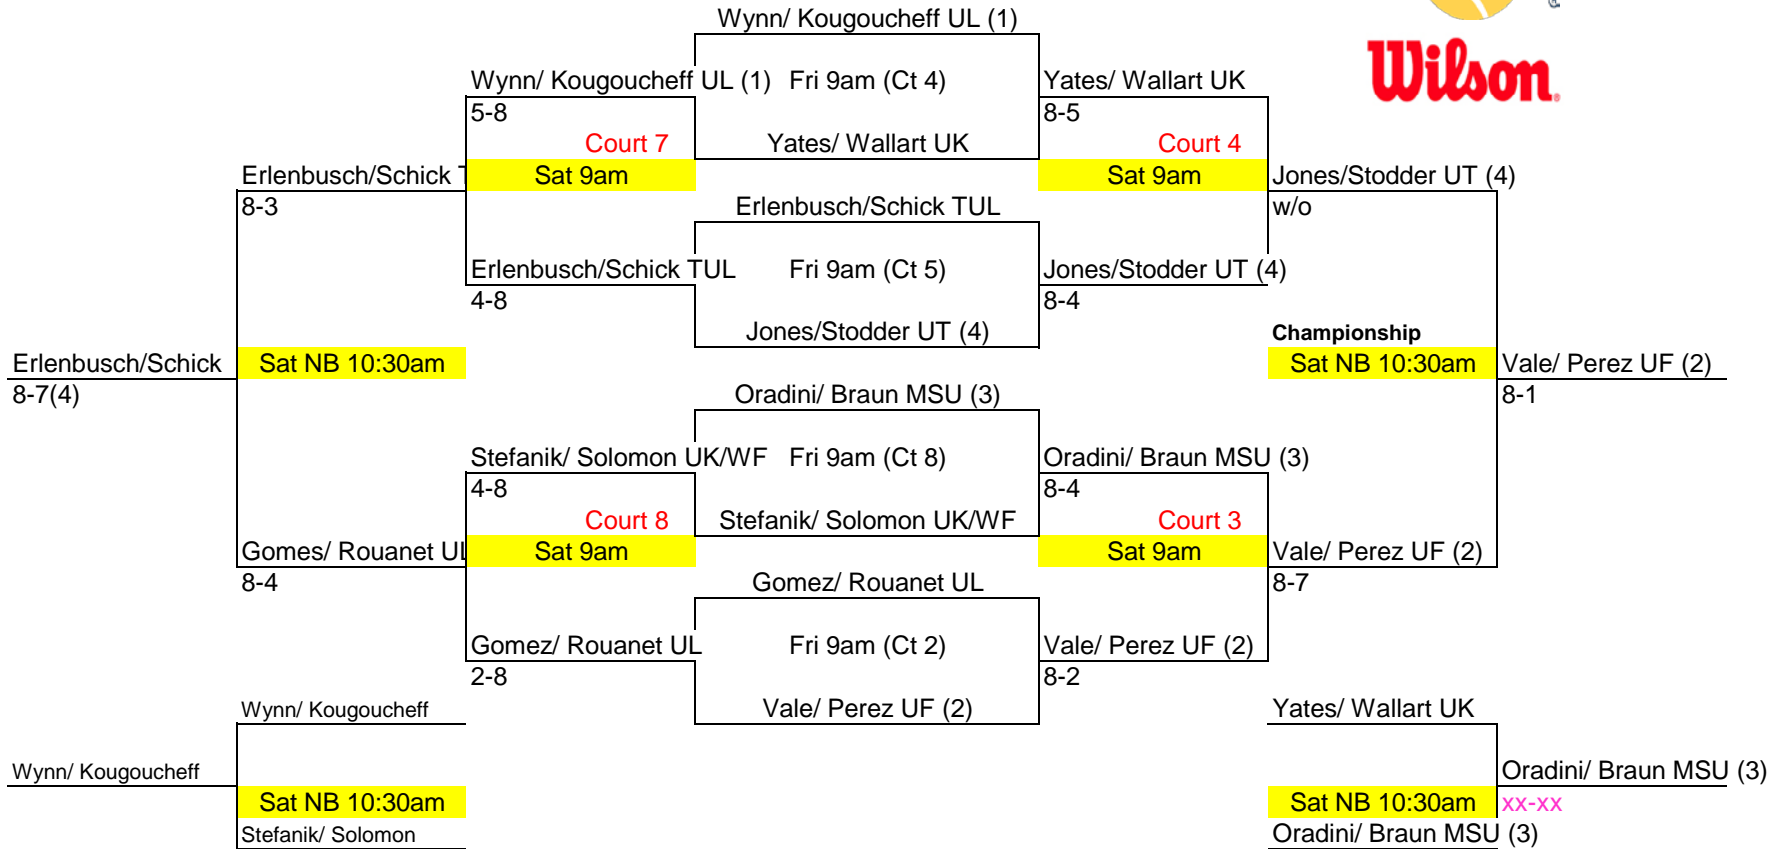 Wynn/ Kougoucheff UL (1)
Wilson.
Wynn/ Kougoucheff UL (1) Fri 9am (Ct 4) Yates/ Wallart UK
5-8 8-5
Court 7 Yates/ Wallart UK Court 4
Erlenbusch/Schick Sat 9am Sat 9am Jones/Stodder UT (4)
8-3 Erlenbusch/Schick TUL w/o
Erlenbusch/Schick TUL Fri 9am (Ct 5) Jones/Stodder UT (4)
4-8 8-4
Jones/Stodder UT (4) Championship
Erlenbusch/Schick Sat NB 10:30am Sat NB 10:30am Vale/ Perez UF (2)
8-7(4) Oradini/ Braun MSU (3) 8-1
Stefanik/ Solomon UK/WF Fri 9am (Ct 8) Oradini/ Braun MSU (3)
4-8 8-4
Court 8 Stefanik/ Solomon UK/WF Court 3
Gomes/ Rouanet UL Sat 9am Sat 9am Vale/ Perez UF (2)
8-4 Gomez/ Rouanet UL 8-7
Gomez/ Rouanet UL Fri 9am (Ct 2) Vale/ Perez UF (2)
2-8 8-2
Wynn/ Kougoucheff Vale/ Perez UF (2) Yates/ Wallart UK
Wynn/ Kougoucheff Oradini/ Braun MSU (3)
Sat NB 10:30am Sat NB 10:30am xx-xx
Stefanik/ Solomon Oradini/ Braun MSU (3)